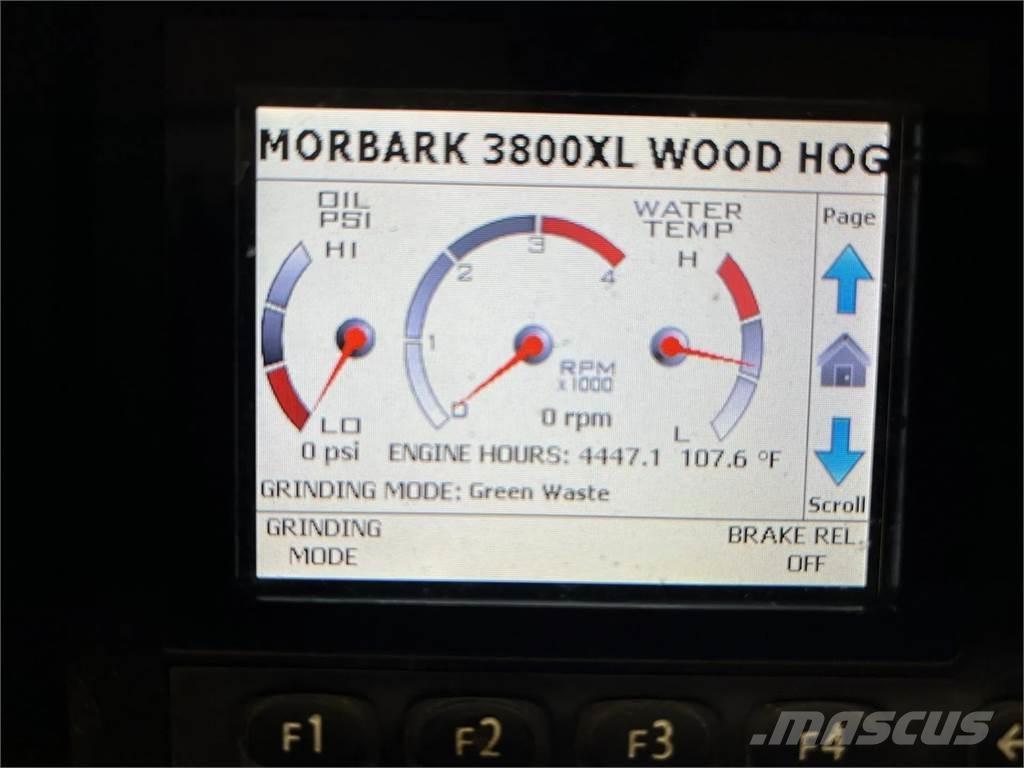 MORBARK 3800XL WOOD HOG
OIL
PSI
HI
LO
0 psi
0
1
2
3
4
RPM
x1000
0 rpm
WATER
TEMP
H
L
107.6 °F
Page
Scroll
ENGINE HOURS: 4447.1
GRINDING MODE: Green Waste
GRINDING
MODE
BRAKE REL.
OFF
F1
F2
F3
F4
mascus